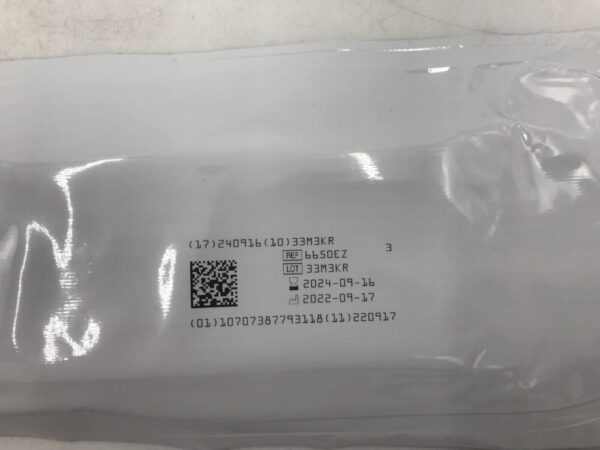 (17)240916(10)33M3KR
REF 6650EZ 3
LOT 33M3KR
2024-09-16
2022-09-17
(01)10707387793118(11)220917